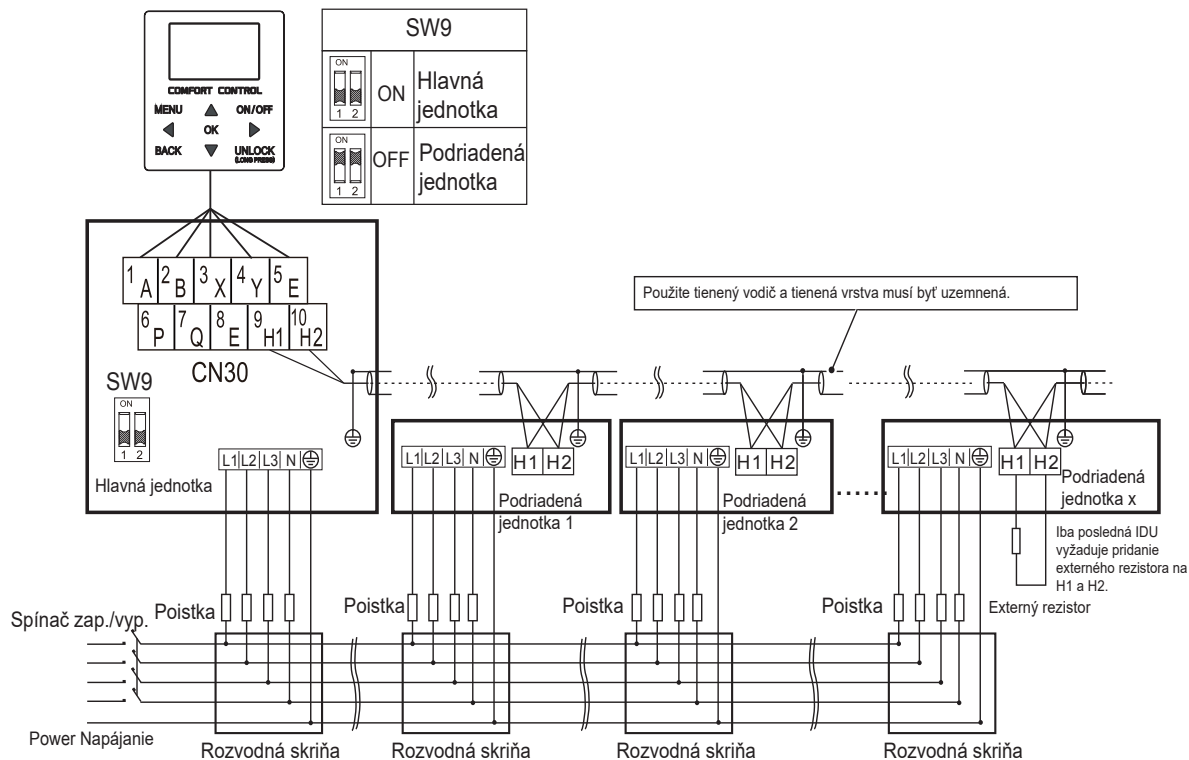 COMFORT CONTROL
MENU ON/OFF
OK
BACK UNLOCK
(LONG PRESS)
SW9
ON
1 2
ON
Hlavná
jednotka
ON
1 2
OFF
Podriadená
jednotka
1 A 2 B 3 X 4 Y 5 E
6 P 7 Q 8 E 9 H1 10 H2
CN30
SW9
ON
1 2
Hlavná jednotka
L1 L2 L3 N
Použite tienený vodič a tienená vrstva musí byť uzemnená.
L1 L2 L3 N
H1 H2
Podriadená
jednotka 1
L1 L2 L3 N
H1 H2
Podriadená
jednotka 2
L1 L2 L3 N
H1 H2
Podriadená
jednotka x
Iba posledná IDU
vyžaduje pridanie
externého rezistora na
H1 a H2.
Externý rezistor
Spínač zap./vyp.
Poistka
Poistka
Poistka
Poistka
Power Napájanie
Rozvodná skriňa
Rozvodná skriňa
Rozvodná skriňa
Rozvodná skriňa